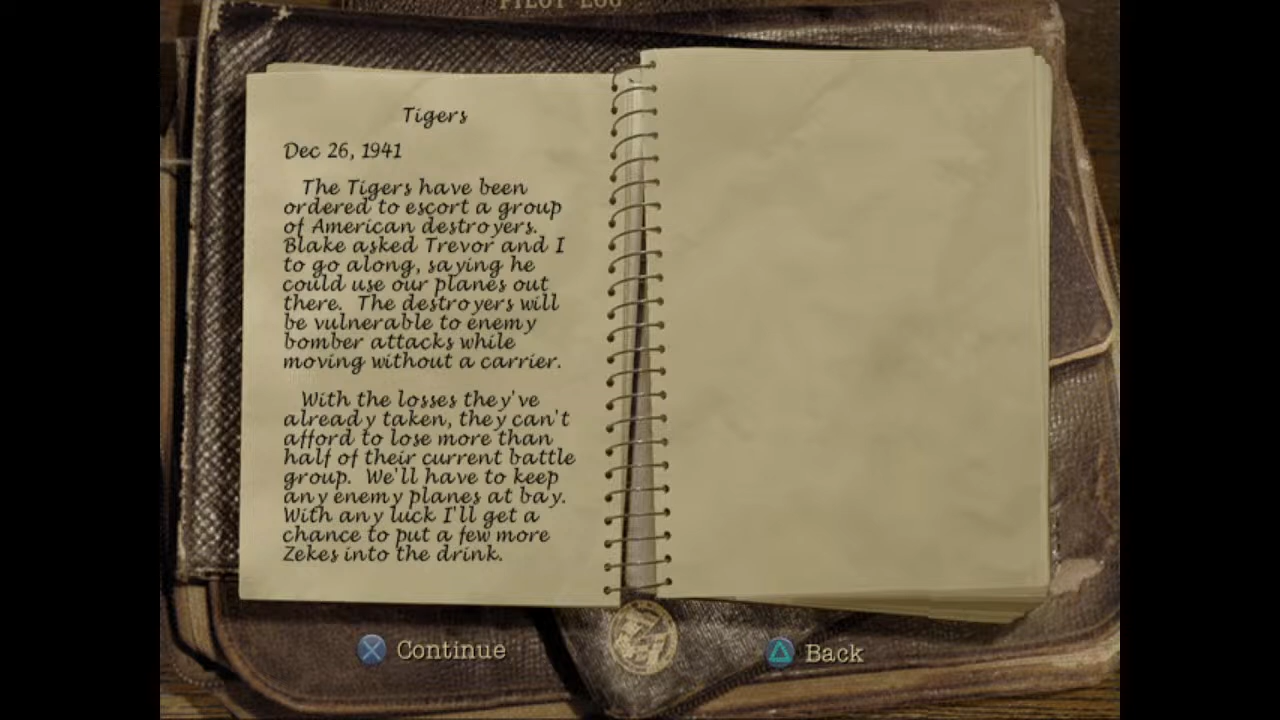 PILOT LOG
Tigers
Dec 26, 1941
The Tigers have been
ordered to escort a group
of American destroyers.
Blake asked Trevor and I
to go along, saying he
could use our planes out
there. The destroyers will
be vulnerable to enemy
bomber attacks while
moving without a carrier.
With the losses they've
already taken, they can't
afford to lose more than
half of their current battle
group. We'll have to keep
any enemy planes at bay.
With any luck I'll get a
chance to put a few more
Zekes into the drink.
Continue
Back